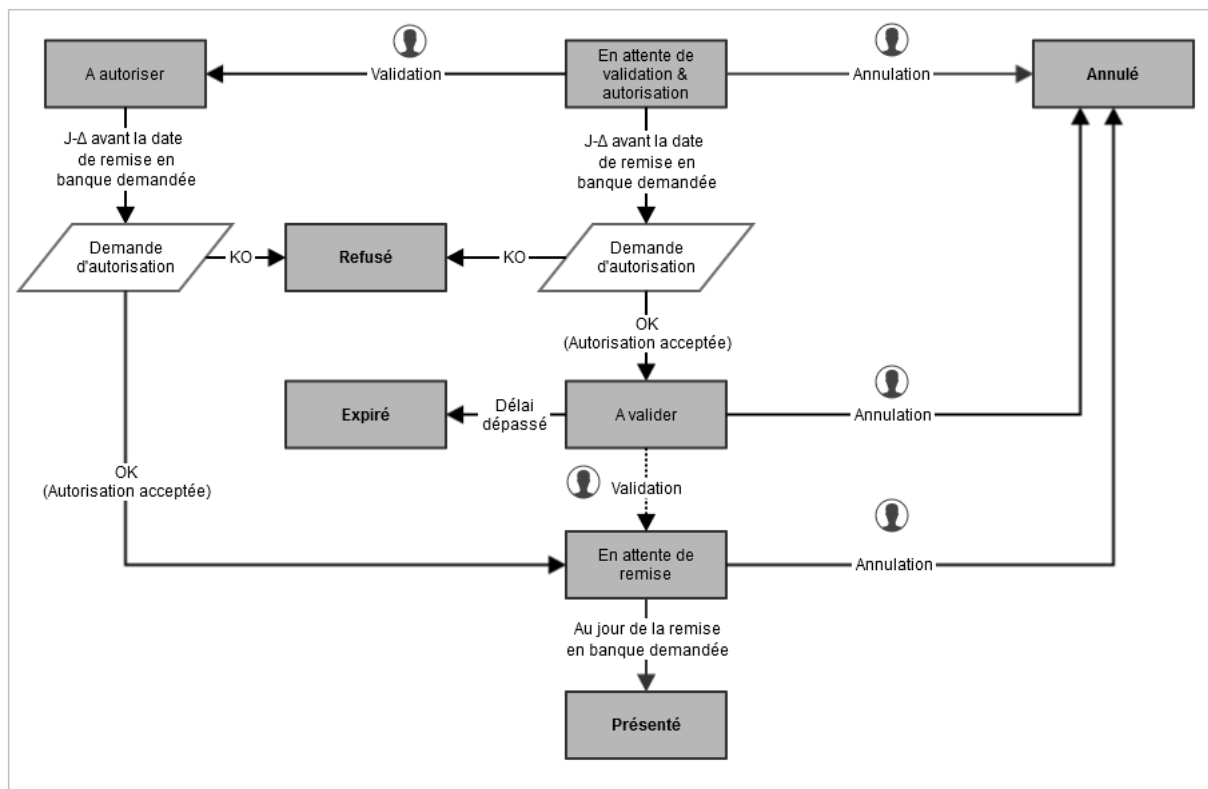 A autoriser
Validation
En attente de
validation &
autorisation
Annulation
Annulé
J-Δ avant la date
de remise en
banque demandée
J-Δ avant la date
de remise en
banque demandée
Demande
d'autorisation
KO
Refusé
KO
Demande
d'autorisation
OK
(Autorisation acceptée)
Expiré
Délai
dépassé
A valider
Annulation
OK
(Autorisation acceptée)
Validation
En attente de
remise
Annulation
Au jour de la remise
en banque demandée
Présenté